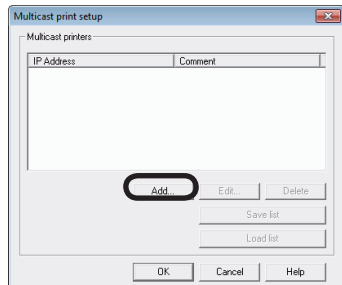 Multicast print setup
Multicast printers
IP Address Comment
Add... Edit... Delete
Save list
Load list
OK Cancel Help